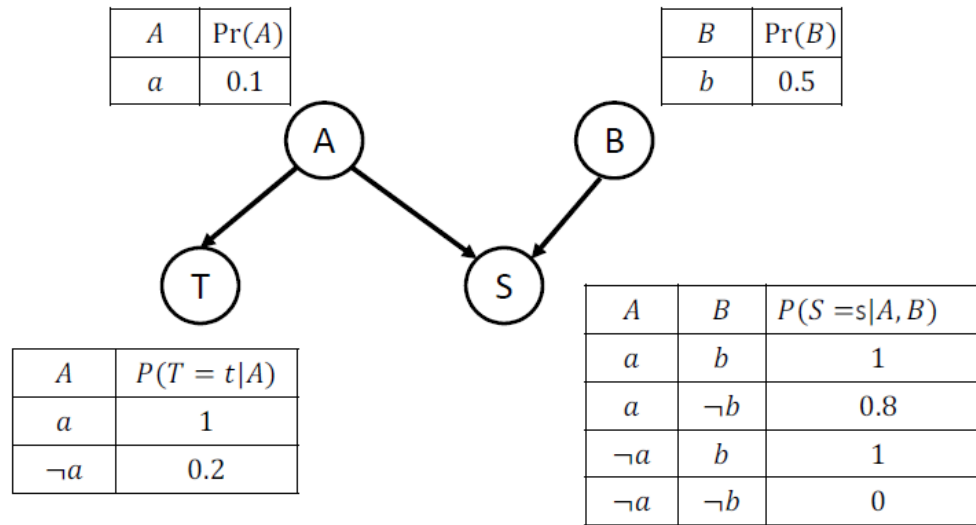 A Pr(A)
a 0.1
B Pr(B)
b 0.5
A
B
T
S
A P(T = t|A)
a 1
¬a 0.2
A B P(S =s|A, B)
a b 1
a ¬b 0.8
¬a b 1
¬a ¬b 0